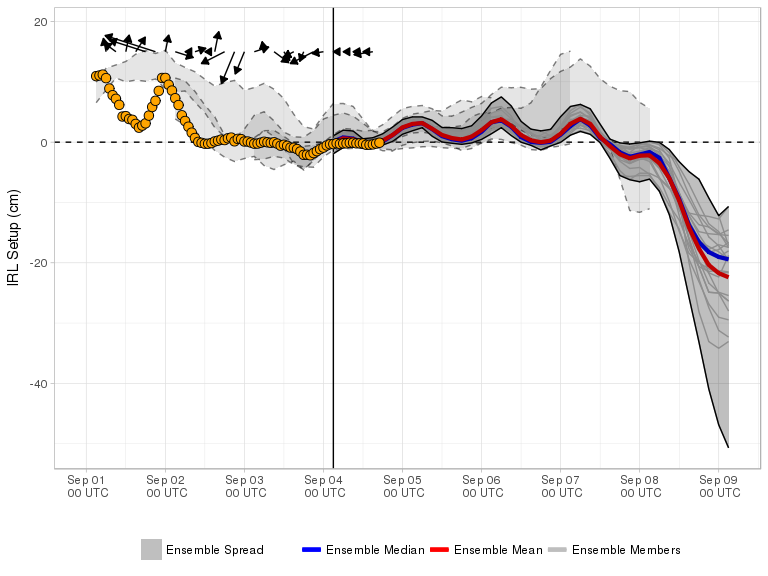 20
0
-20
-40
IRL Setup (cm)
Sep 01 Sep 02 Sep 03 Sep 04 Sep 05 Sep 06 Sep 07 Sep 08 Sep 09
00 UTC 00 UTC 00 UTC 00 UTC 00 UTC 00 UTC 00 UTC 00 UTC 00 UTC
Ensemble Spread Ensemble Median Ensemble Mean Ensemble Members